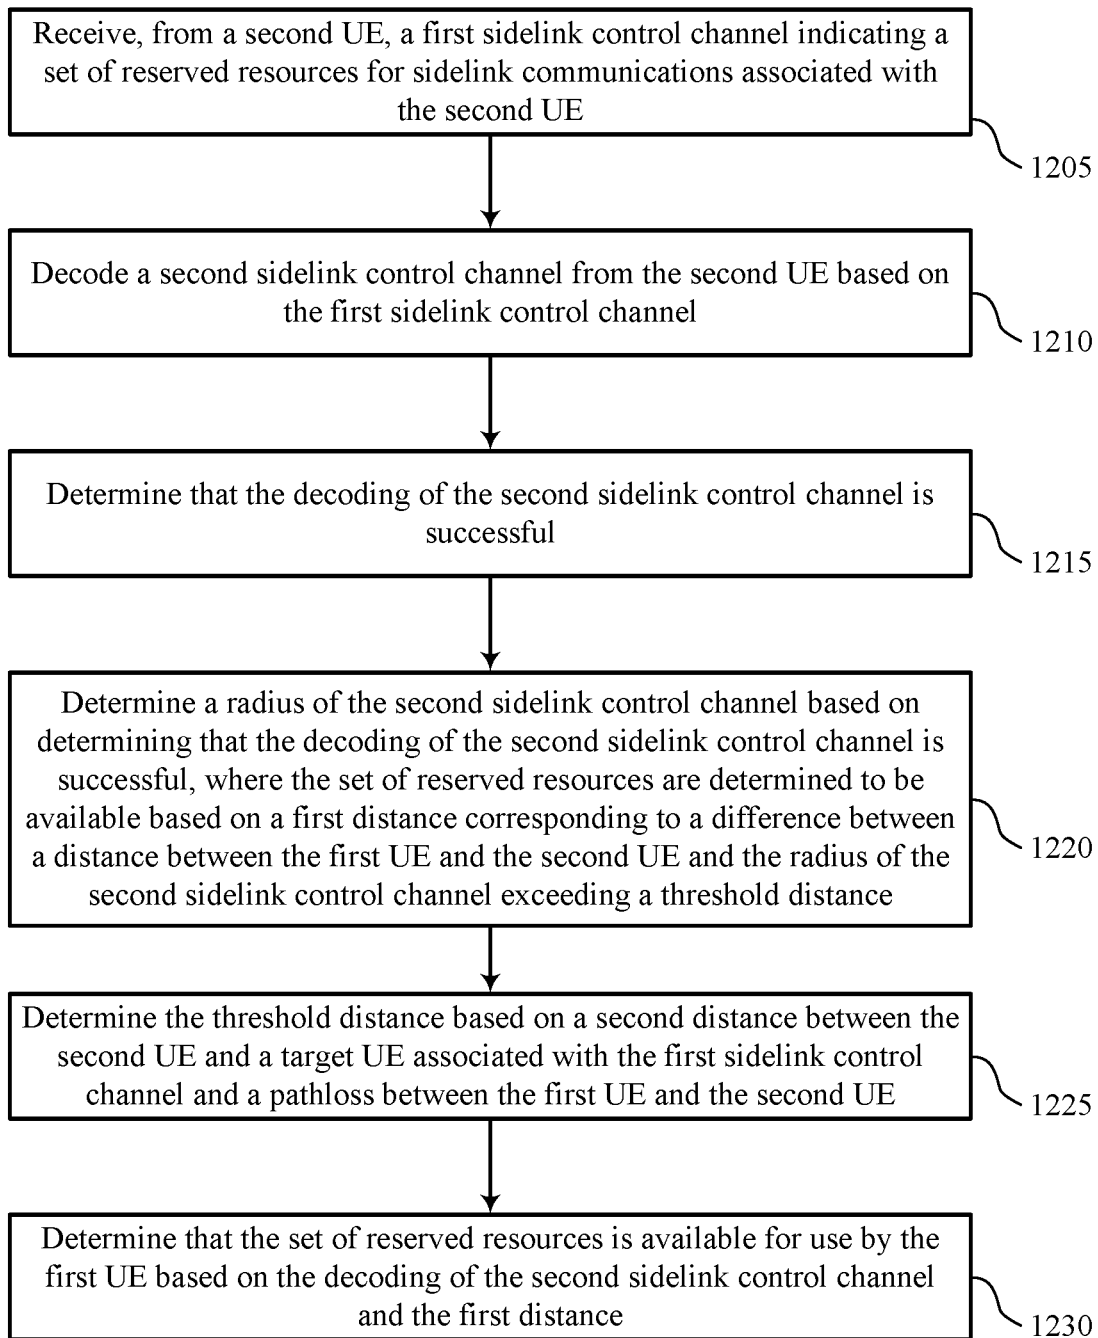 Receive, from a second UE, a first sidelink control channel indicating a
set of reserved resources for sidelink communications associated with
the second UE
1205
Decode a second sidelink control channel from the second UE based on
the first sidelink control channel
1210
Determine that the decoding of the second sidelink control channel is
successful
1215
Determine a radius of the second sidelink control channel based on
determining that the decoding of the second sidelink control channel is
successful, where the set of reserved resources are determined to be
available based on a first distance corresponding to a difference between
a distance between the first UE and the second UE and the radius of the
second sidelink control channel exceeding a threshold distance
1220
Determine the threshold distance based on a second distance between the
second UE and a target UE associated with the first sidelink control
channel and a pathloss between the first UE and the second UE
1225
Determine that the set of reserved resources is available for use by the
first UE based on the decoding of the second sidelink control channel
and the first distance
1230